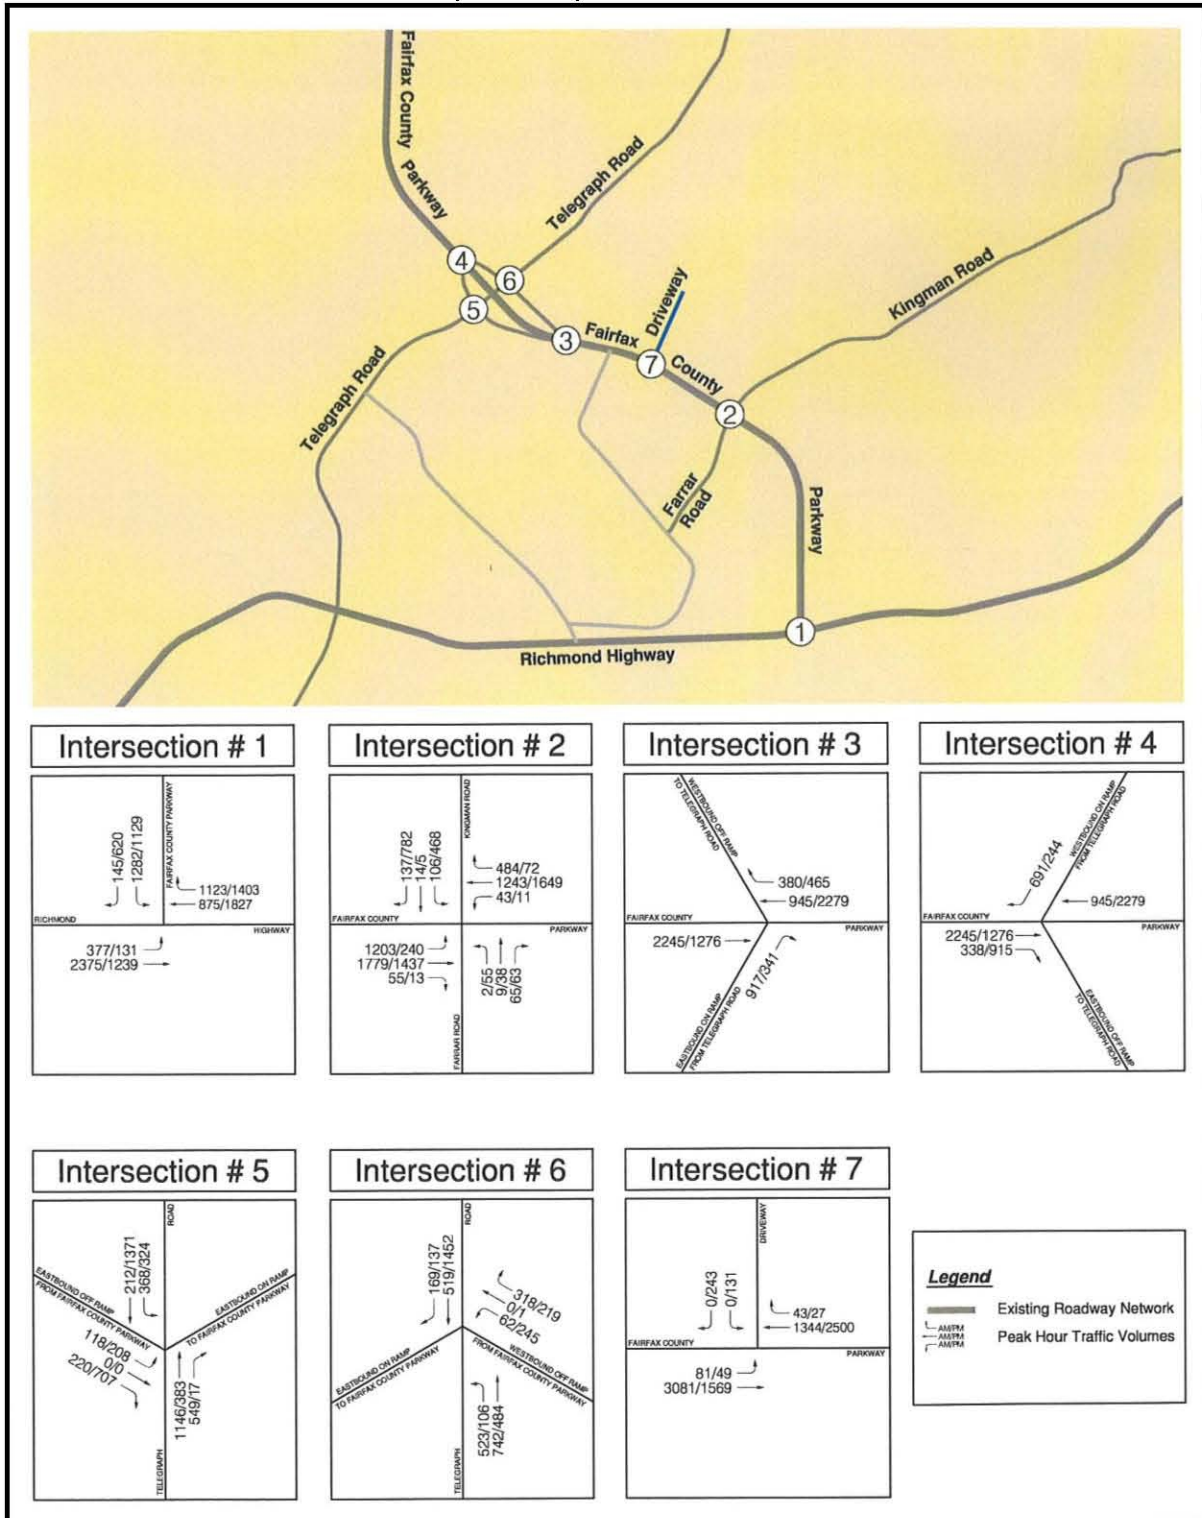 Fairfax County
Parkway
Telegraph Road
Kingman Road
4
6
5
3
Fairfax
Driveway
7
County
2
Telegraph Road
Farrar
Road
Parkway
1
Richmond Highway
Intersection # 1
145/620
1282/1129
FAIRFAX COUNTY PARKWAY
1123/1403
875/1827
RICHMOND
HIGHWAY
377/131
2375/1239
Intersection # 2
137/782
14/5
106/468
KINGMAN ROAD
484/72
1243/1649
43/11
FAIRFAX COUNTY
PARKWAY
1203/240
1779/1437
55/13
2/55
9/38
65/63
FARRAR ROAD
Intersection # 3
WESTBOUND OFF RAMP
TO TELEGRAPH ROAD
380/465
945/2279
FAIRFAX COUNTY
PARKWAY
2245/1276
917/341
EASTBOUND ON RAMP
FROM TELEGRAPH ROAD
Intersection # 4
WESTBOUND ON RAMP
FROM TELEGRAPH ROAD
691/244
945/2279
FAIRFAX COUNTY
PARKWAY
2245/1276
338/915
EASTBOUND OFF RAMP
TO TELEGRAPH ROAD
Intersection # 5
212/1371
368/324
ROAD
EASTBOUND OFF RAMP
FROM FAIRFAX COUNTY PARKWAY
EASTBOUND ON RAMP
TO FAIRFAX COUNTY PARKWAY
118/208
0/0
220/707
1146/383
549/17
TELEGRAPH
Intersection # 6
169/137
519/1452
ROAD
318/219
0/1
62/245
EASTBOUND ON RAMP
TO FAIRFAX COUNTY PARKWAY
WESTBOUND OFF RAMP
FROM FAIRFAX COUNTY PARKWAY
523/106
742/484
TELEGRAPH
Intersection # 7
0/243
0/131
DRIVEWAY
43/27
1344/2500
FAIRFAX COUNTY
PARKWAY
81/49
3081/1569
Legend
Existing Roadway Network
AM/PM
AM/PM
AM/PM
Peak Hour Traffic Volumes